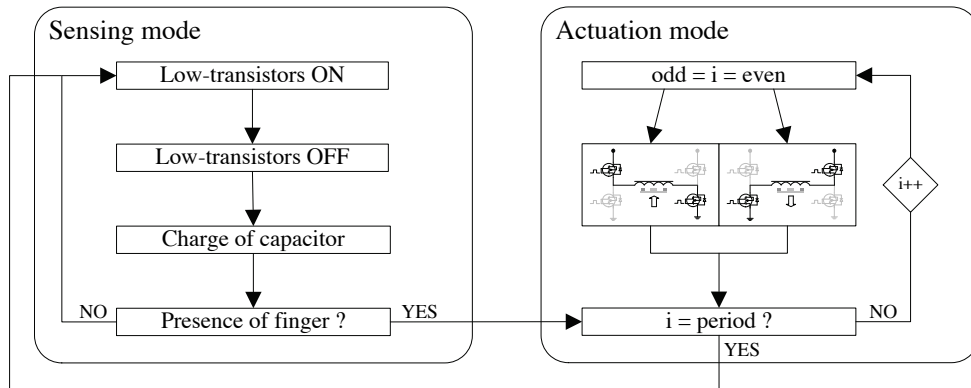 Sensing mode
Low-transistors ON
Low-transistors OFF
Charge of capacitor
NO
Presence of finger ?
YES
Actuation mode
odd = i = even
i++
i = period ?
NO
YES